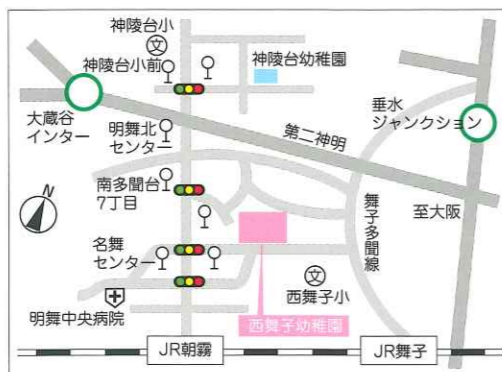 神陵台小
文
神陵台小前
神陵台幼稚園
大蔵谷
インター
垂水
ジャンクション
明舞北
センター
第二神明
南多聞台
7丁目
舞子多聞線
至大阪
N
名舞
センター
文
西舞子小
明舞中央病院
西舞子幼稚園
JR朝霧
JR舞子